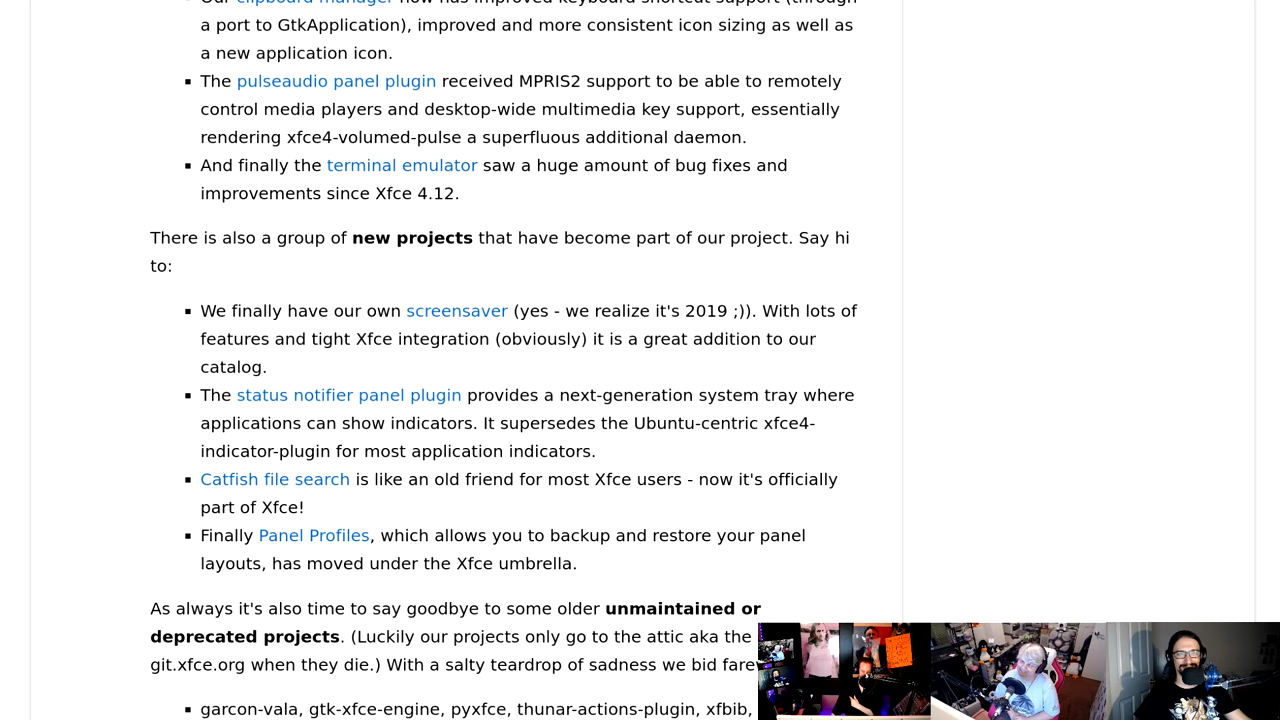 Our clipboard manager now has improved keyboard shortcut support (through
a port to GtkApplication), improved and more consistent icon sizing as well as
a new application icon.
The pulseaudio panel plugin received MPRIS2 support to be able to remotely
control media players and desktop-wide multimedia key support, essentially
rendering xfce4-volumed-pulse a superfluous additional daemon.
And finally the terminal emulator saw a huge amount of bug fixes and
improvements since Xfce 4.12.
There is also a group of new projects that have become part of our project. Say hi
to:
We finally have our own screensaver (yes - we realize it's 2019 ;)). With lots of
features and tight Xfce integration (obviously) it is a great addition to our
catalog.
The status notifier panel plugin provides a next-generation system tray where
applications can show indicators. It supersedes the Ubuntu-centric xfce4-
indicator-plugin for most application indicators.
Catfish file search is like an old friend for most Xfce users - now it's officially
part of Xfce!
Finally Panel Profiles, which allows you to backup and restore your panel
layouts, has moved under the Xfce umbrella.
As always it's also time to say goodbye to some older unmaintained or
deprecated projects. (Luckily our projects only go to the attic aka the
git.xfce.org when they die.) With a salty teardrop of sadness we bid
garcon-vala, gtk-xfce-engine, pyxfce, thunar-actions-plugin, xfbib,